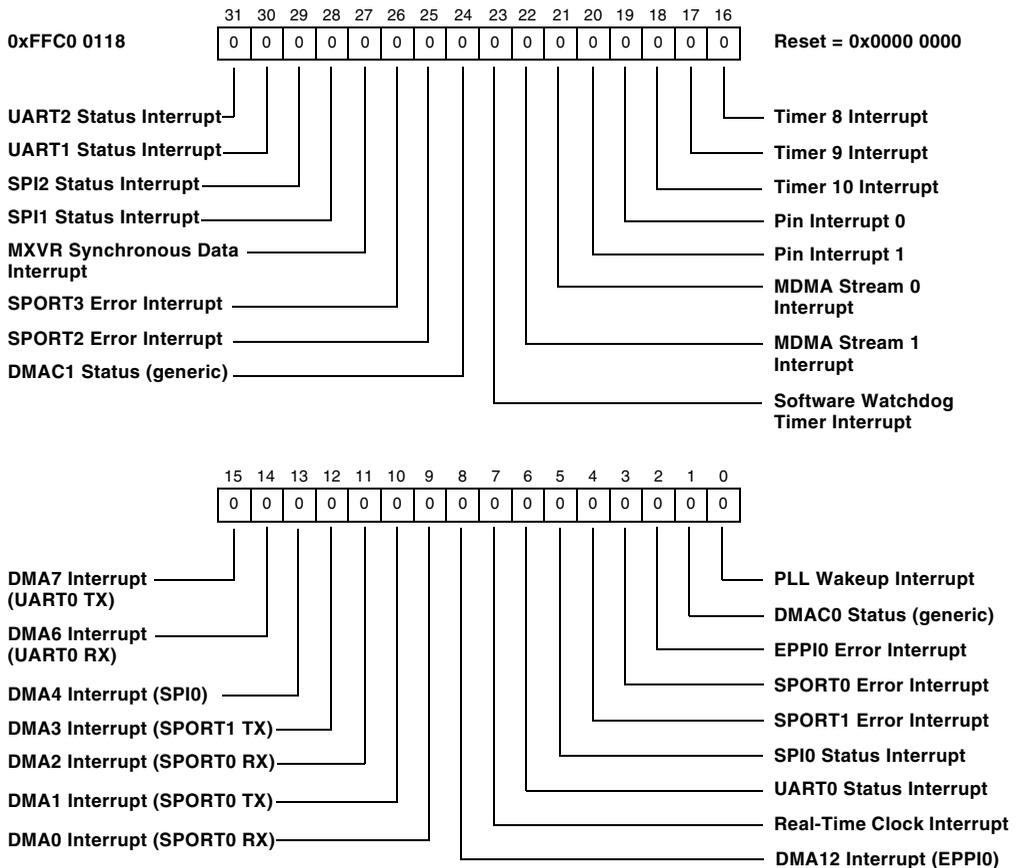 31 30 29 28 27 26 25 24 23 22 21 20 19 18 17 16
0xFFC0 0118
0 0 0 0 0 0 0 0 0 0 0 0 0 0 0 0
Reset = 0x0000 0000
UART2 Status Interrupt
UART1 Status Interrupt
SPI2 Status Interrupt
SPI1 Status Interrupt
MXVR Synchronous Data
Interrupt
SPORT3 Error Interrupt
SPORT2 Error Interrupt
DMAC1 Status (generic)
Timer 8 Interrupt
Timer 9 Interrupt
Timer 10 Interrupt
Pin Interrupt 0
Pin Interrupt 1
MDMA Stream 0
Interrupt
MDMA Stream 1
Interrupt
Software Watchdog
Timer Interrupt
15 14 13 12 11 10 9 8 7 6 5 4 3 2 1 0
0 0 0 0 0 0 0 0 0 0 0 0 0 0 0 0
DMA7 Interrupt
(UART0 TX)
DMA6 Interrupt
(UART0 RX)
DMA4 Interrupt (SPI0)
DMA3 Interrupt (SPORT1 TX)
DMA2 Interrupt (SPORT0 RX)
DMA1 Interrupt (SPORT0 TX)
DMA0 Interrupt (SPORT0 RX)
PLL Wakeup Interrupt
DMAC0 Status (generic)
EPPI0 Error Interrupt
SPORT0 Error Interrupt
SPORT1 Error Interrupt
SPI0 Status Interrupt
UART0 Status Interrupt
Real-Time Clock Interrupt
DMA12 Interrupt (EPPI0)